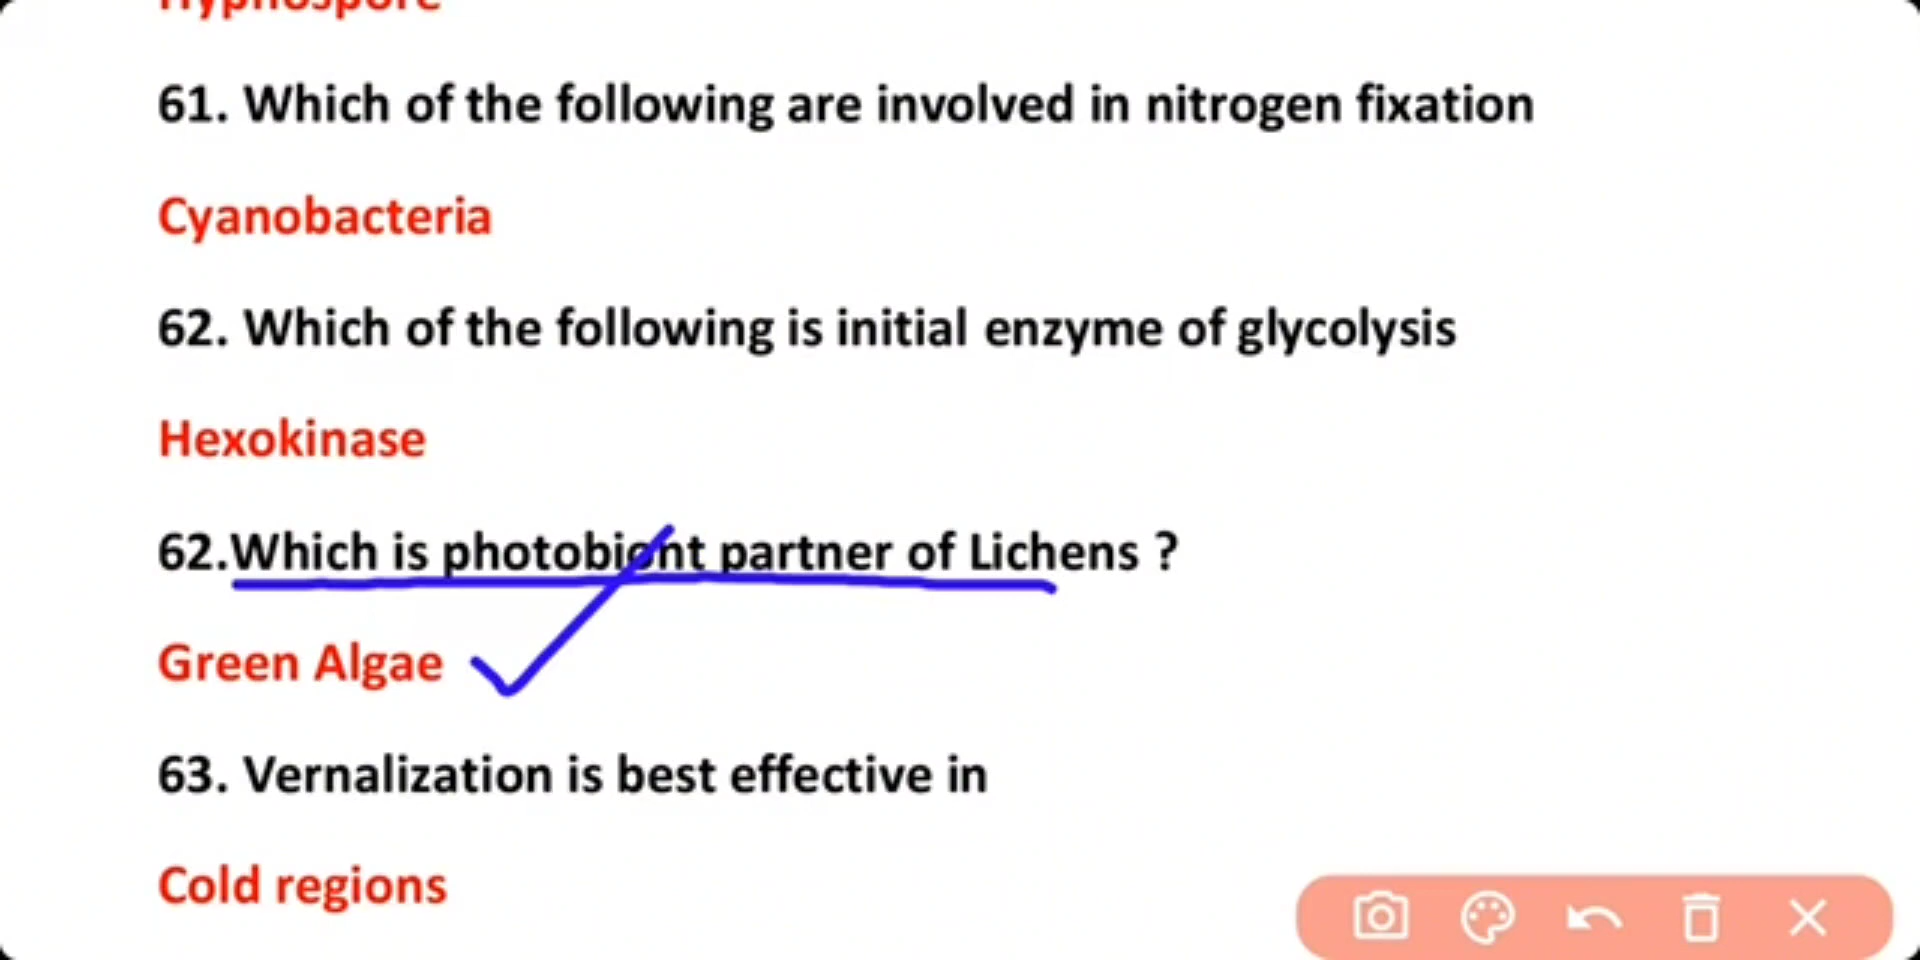 Hypnospore
61. Which of the following are involved in nitrogen fixation
Cyanobacteria
62. Which of the following is initial enzyme of glycolysis
Hexokinase
62.Which is photobiont partner of Lichens ?
Green Algae
63. Vernalization is best effective in
Cold regions